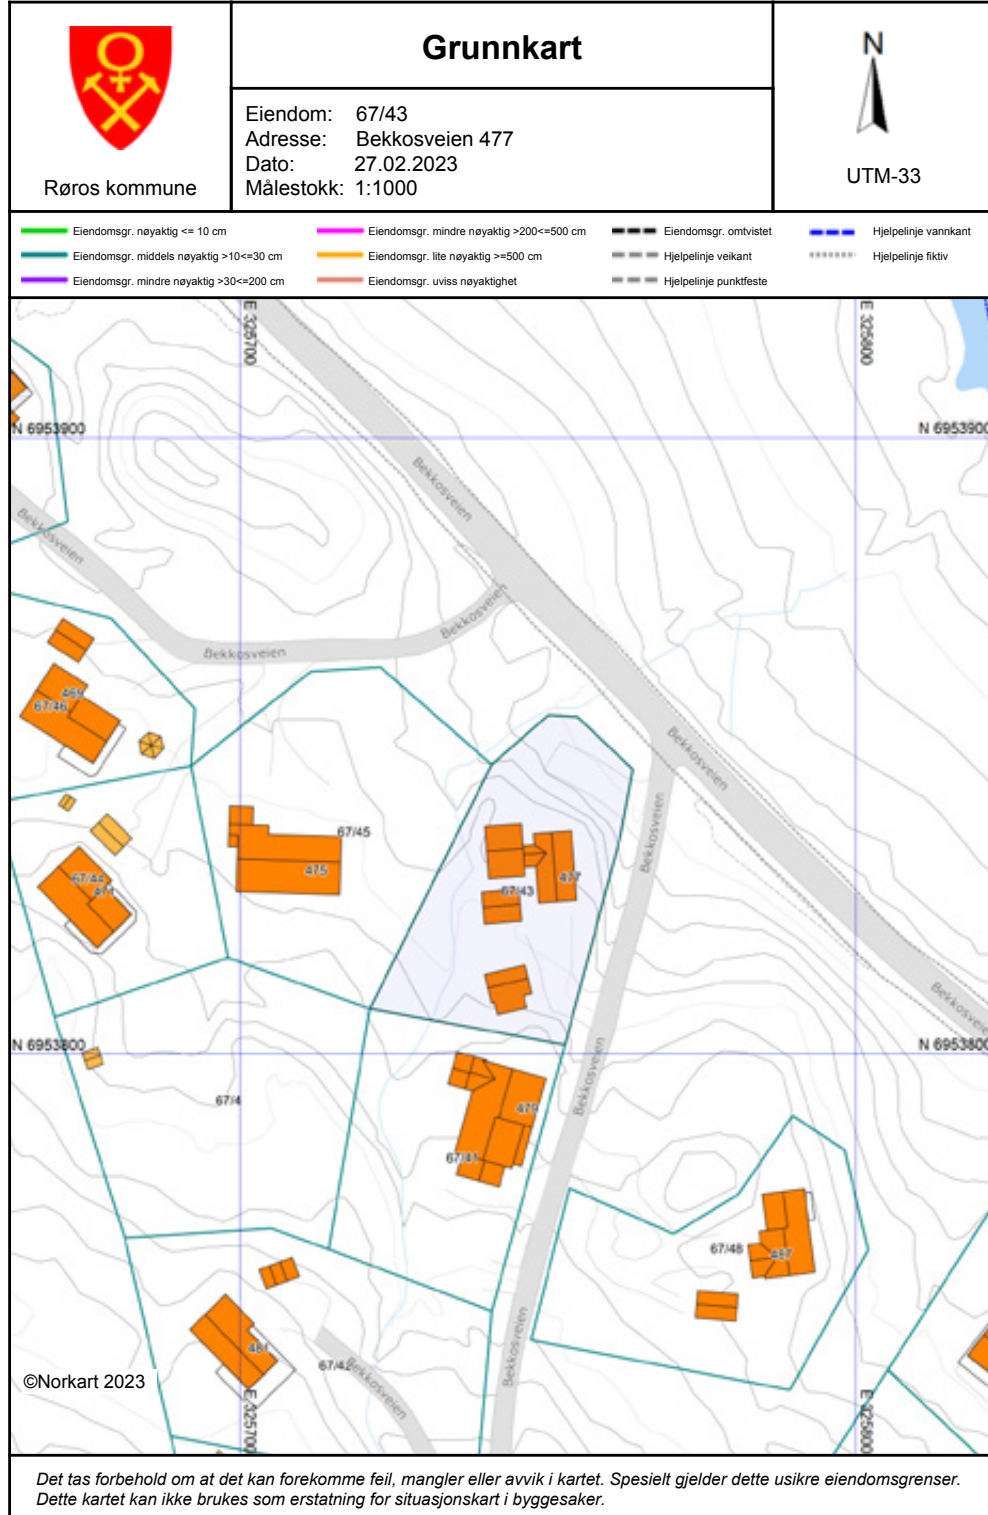 Grunnkart
N
Eiendom: 67/43
Adresse: Bekkosveien 477
Dato: 27.02.2023
Målestokk: 1:1000
Røros kommune
UTM-33
Eiendomsgr. nøyaktig <= 10 cm
Eiendomsgr. middels nøyaktig >10<=30 cm
Eiendomsgr. mindre nøyaktig >30<=200 cm
Eiendomsgr. mindre nøyaktig >200<=500 cm
Eiendomsgr. lite nøyaktig >=500 cm
Eiendomsgr. uviss nøyaktighet
Eiendomsgr. omtvistet
Hjelpelinje veikant
Hjelpelinje punktfeste
Hjelpelinje vannkant
Hjelpelinje fiktiv
E 325700
E 325800
N 6953900
N 6953900
Bekkosveien
Bekkosveien
Bekkosveien
Bekkosveien
469
67/46
Bekkosveien
67/45
475
Bekkosveien
67/44
471
477
67/43
Bekkosveien
N 6953800
N 6953800
Bekkosveien
67/4
479
67/41
67/48
487
481
67/42
Bekkosveien
Bekkosveien
©Norkart 2023
E 325700
E 325800
Det tas forbehold om at det kan forekomme feil, mangler eller avvik i kartet. Spesielt gjelder dette usikre eiendomsgrenser.
Dette kartet kan ikke brukes som erstatning for situasjonskart i byggesaker.